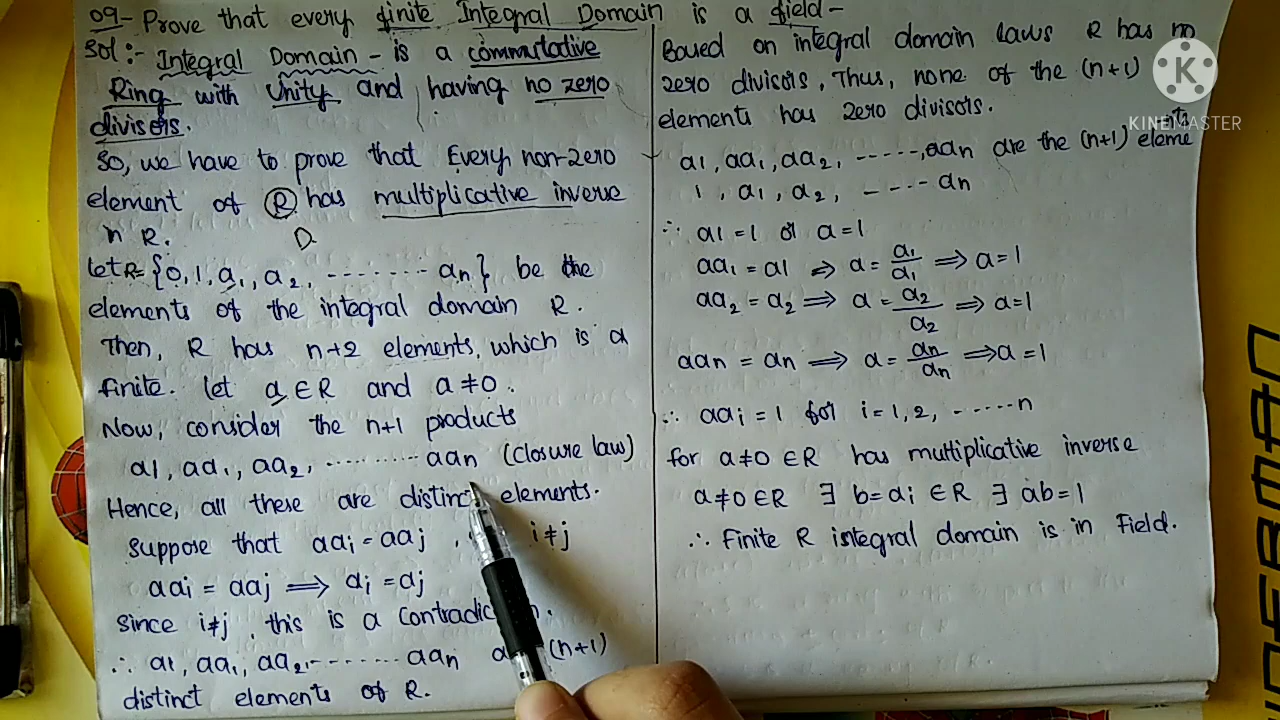 09- Prove that every finite Integral Domain is a field-
Sol:- Integral Domain - is a commutative
Ring with Unity and having no zero
divisors.
So, we have to prove that Every non-zero
element of R has multiplicative inverse
n R.
D
let R={0,1,a1,a2, ........ an} be the
elements of the integral domain R.
Then, R has n+2 elements, which is a
finite. let a∈R and a≠0.
Now, consider the n+1 products
a1, aa1, aa2, .......... aan (closure law)
Hence, all these are distinct elements.
Suppose that aai = aaj , i≠j
aai = aaj ⟹ ai = aj
Since i≠j, this is a contradic n.
∴ a1, aa1, aa2,....... aan a (n+1)
distinct elements of R.
Based on integral domain laws R has no
zero divisors, Thus, none of the (n+1)
elements has zero divisors.
a1, aa1, aa2, ......, aan are the (n+1) elements
1, a1, a2, ----- an
∴ a1 = 1 or a=1
aa1 = a1 ⇒ a = a1/a1 ⟹ a=1
aa2 = a2 ⟹ a = a2/a2 ⟹ a=1
aan = an ⟹ a = an/an ⟹ a = 1
∴ aai = 1 for i=1,2, ......n
for a≠0 ∈R has multiplicative inverse
a≠0 ∈R ∃ b=ai ∈R ∃ ab=1
∴ Finite R integral domain is in Field.
K
KINEMASTER